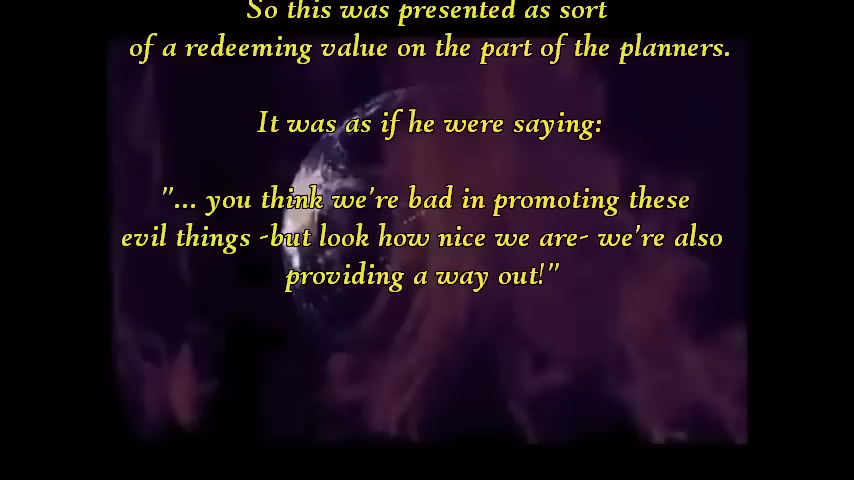 So this was presented as sort
of a redeeming value on the part of the planners.
It was as if he were saying:
"... you think we're bad in promoting these
evil things -but look how nice we are- we're also
providing a way out!"